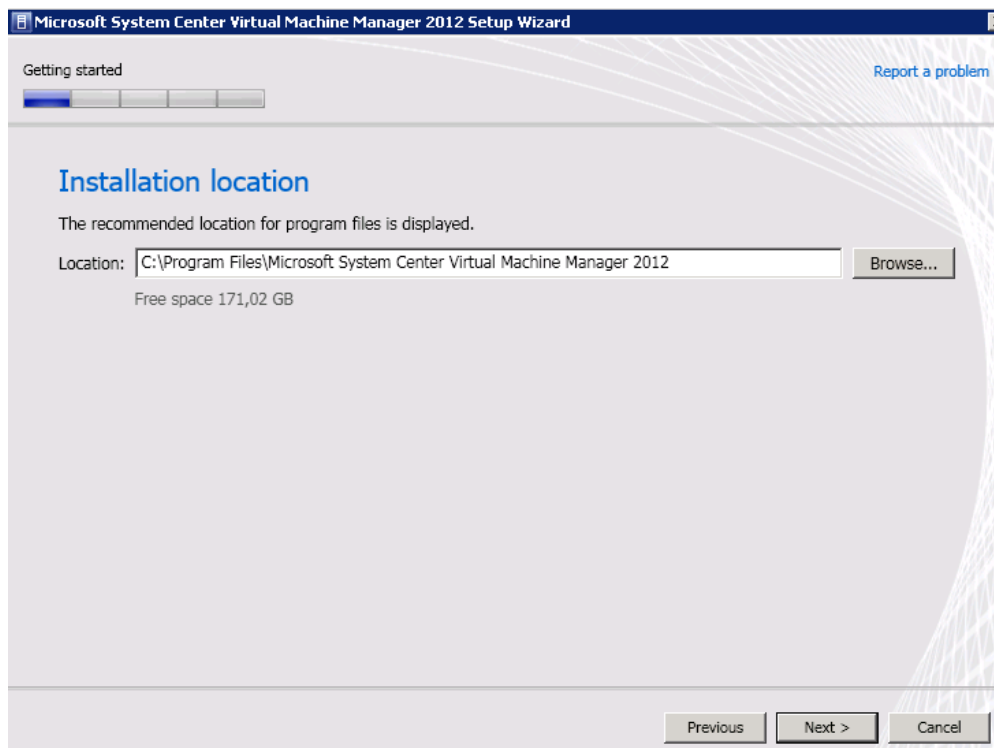 Microsoft System Center Virtual Machine Manager 2012 Setup Wizard
Getting started
Report a problem
Installation location
The recommended location for program files is displayed.
Location: C:\Program Files\Microsoft System Center Virtual Machine Manager 2012 Browse...
Free space 171,02 GB
Previous Next > Cancel